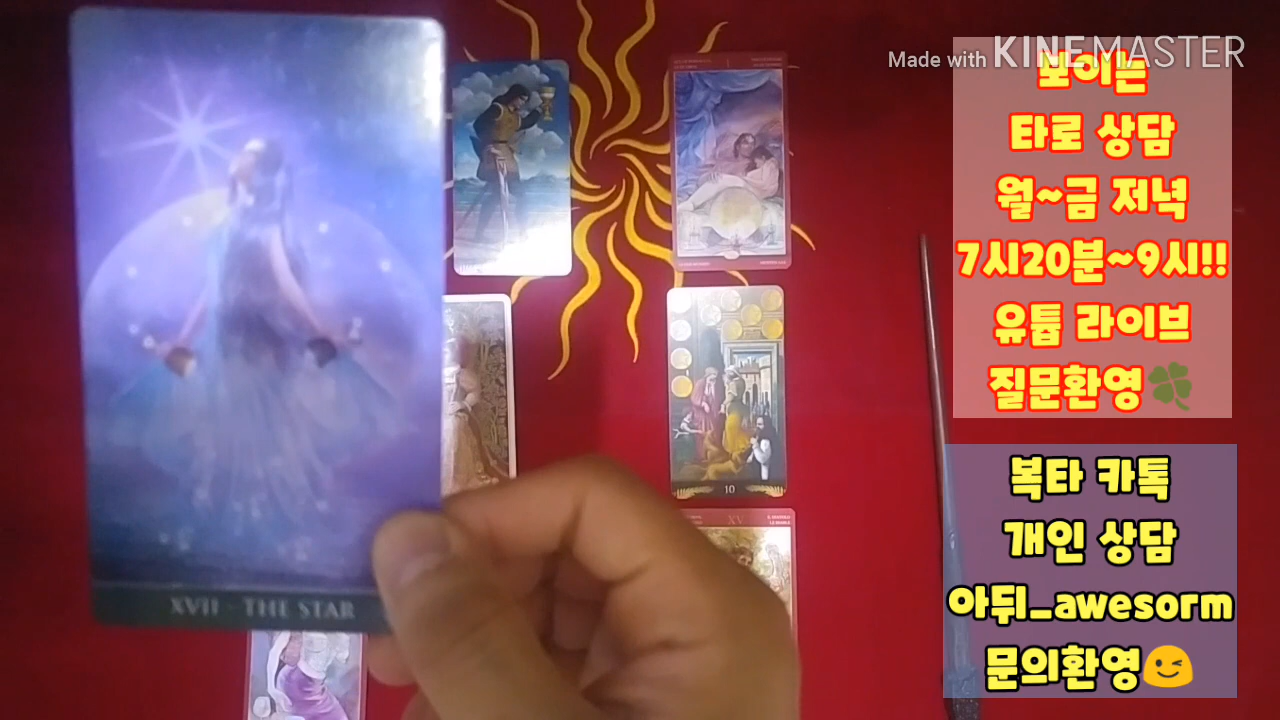 Made with KINEMASTER
보이는
타로 상담
월~금 저녁
7시20분~9시!!
유튭 라이브
질문환영🍀
복타 카톡
개인 상담
아뒤_awesorm
문의환영😉
XVII - THE STAR
10
XV